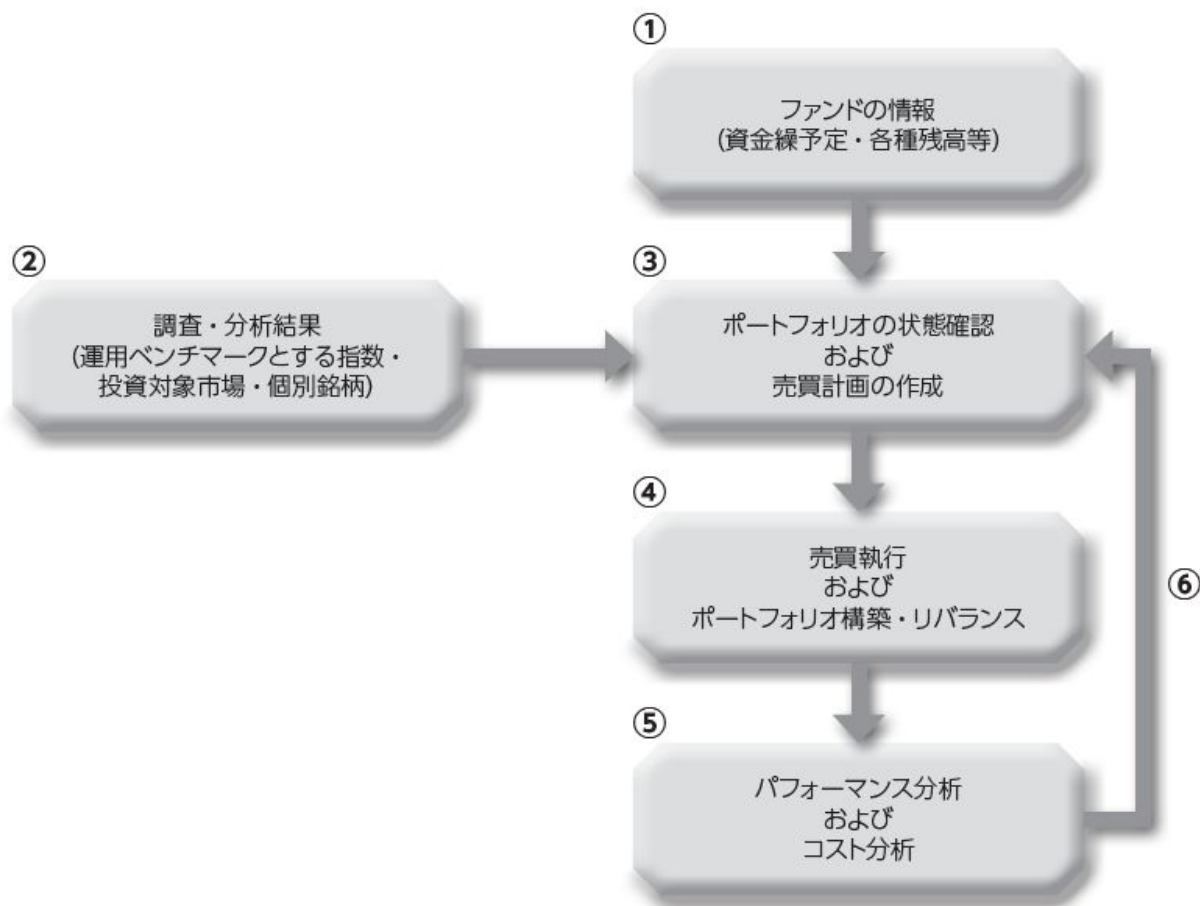 ①
ファンドの情報
(資金繰予定・各種残高等)
②
調査・分析結果
(運用ベンチマークとする指数・
投資対象市場・個別銘柄)
③
ポートフォリオの状態確認
および
売買計画の作成
④
売買執行
および
ポートフォリオ構築・リバランス
⑤
パフォーマンス分析
および
コスト分析
⑥